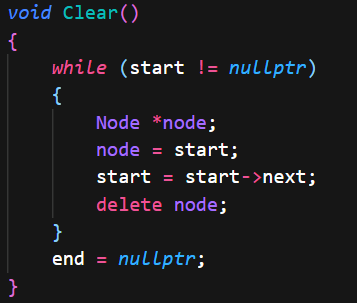 void Clear()
{
    while (start != nullptr)
    {
        Node *node;
        node = start;
        start = start->next;
        delete node;
    }
    end = nullptr;
}